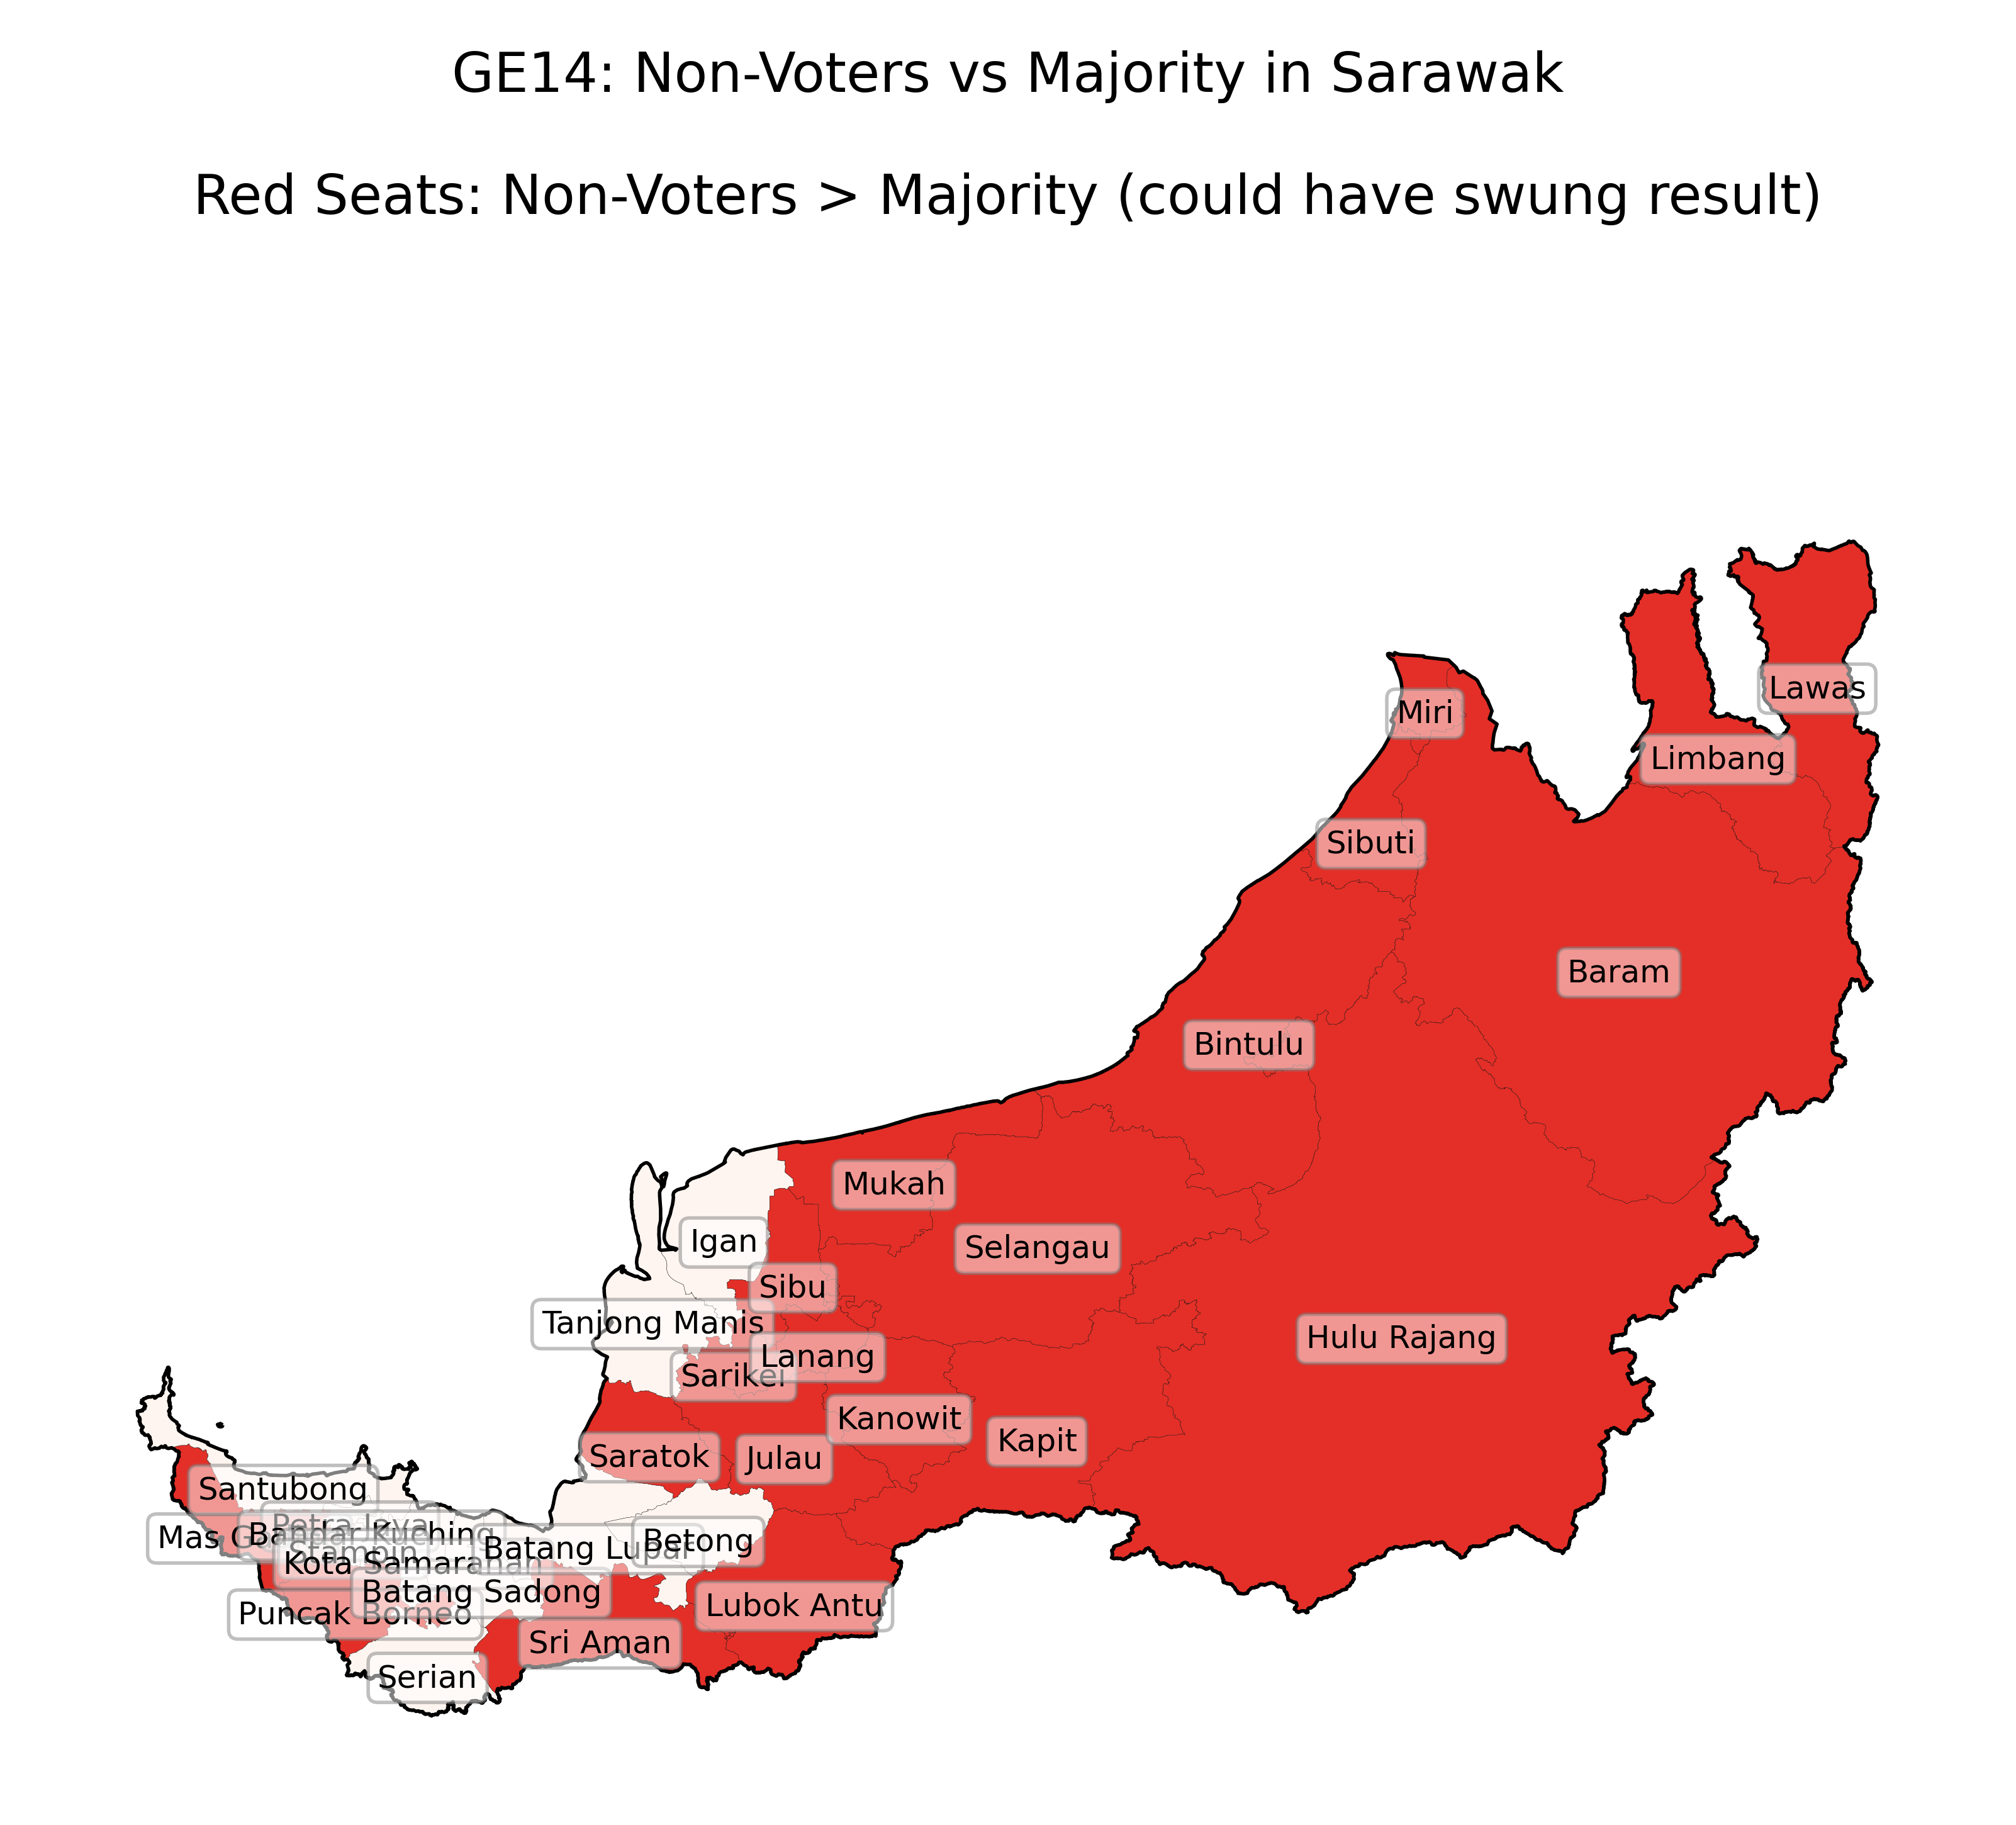 GE14: Non-Voters vs Majority in Sarawak
Red Seats: Non-Voters > Majority (could have swung result)
Lawas
Miri
Limbang
Sibuti
Baram
Bintulu
Mukah
Igan
Selangau
Sibu
Tanjong Manis
Hulu Rajang
Lanang
Sarikei
Kanowit
Kapit
Saratok
Julau
Santubong
Petra Jaya
Mas G
Bandar Kuching
Stampin
Betong
Batang Lupar
Kota Samarahan
Batang Sadong
Lubok Antu
Puncak Borneo
Sri Aman
Serian